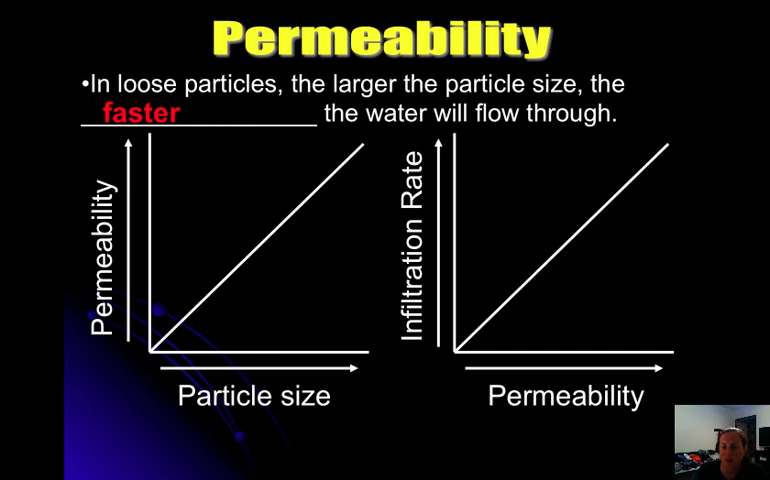 Permeability
•In loose particles, the larger the particle size, the
faster the water will flow through.
Permeability
Particle size
Infiltration Rate
Permeability